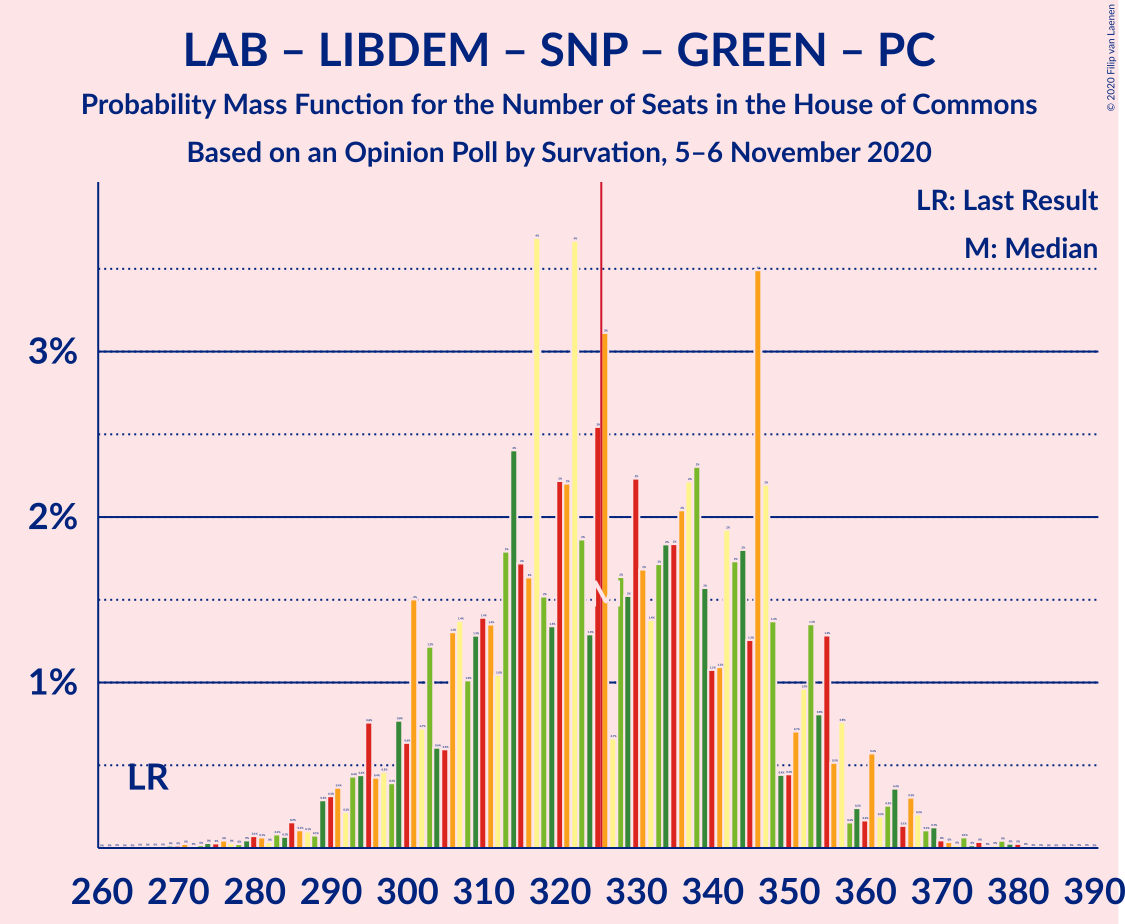 LAB – LIBDEM – SNP – GREEN – PC
Probability Mass Function for the Number of Seats in the House of Commons
Based on an Opinion Poll by Survation, 5–6 November 2020
© 2020 Filip van Laenen
LR: Last Result
M: Median
3%
2%
1%
LR
M
260 270 280 290 300 310 320 330 340 350 360 370 380 390